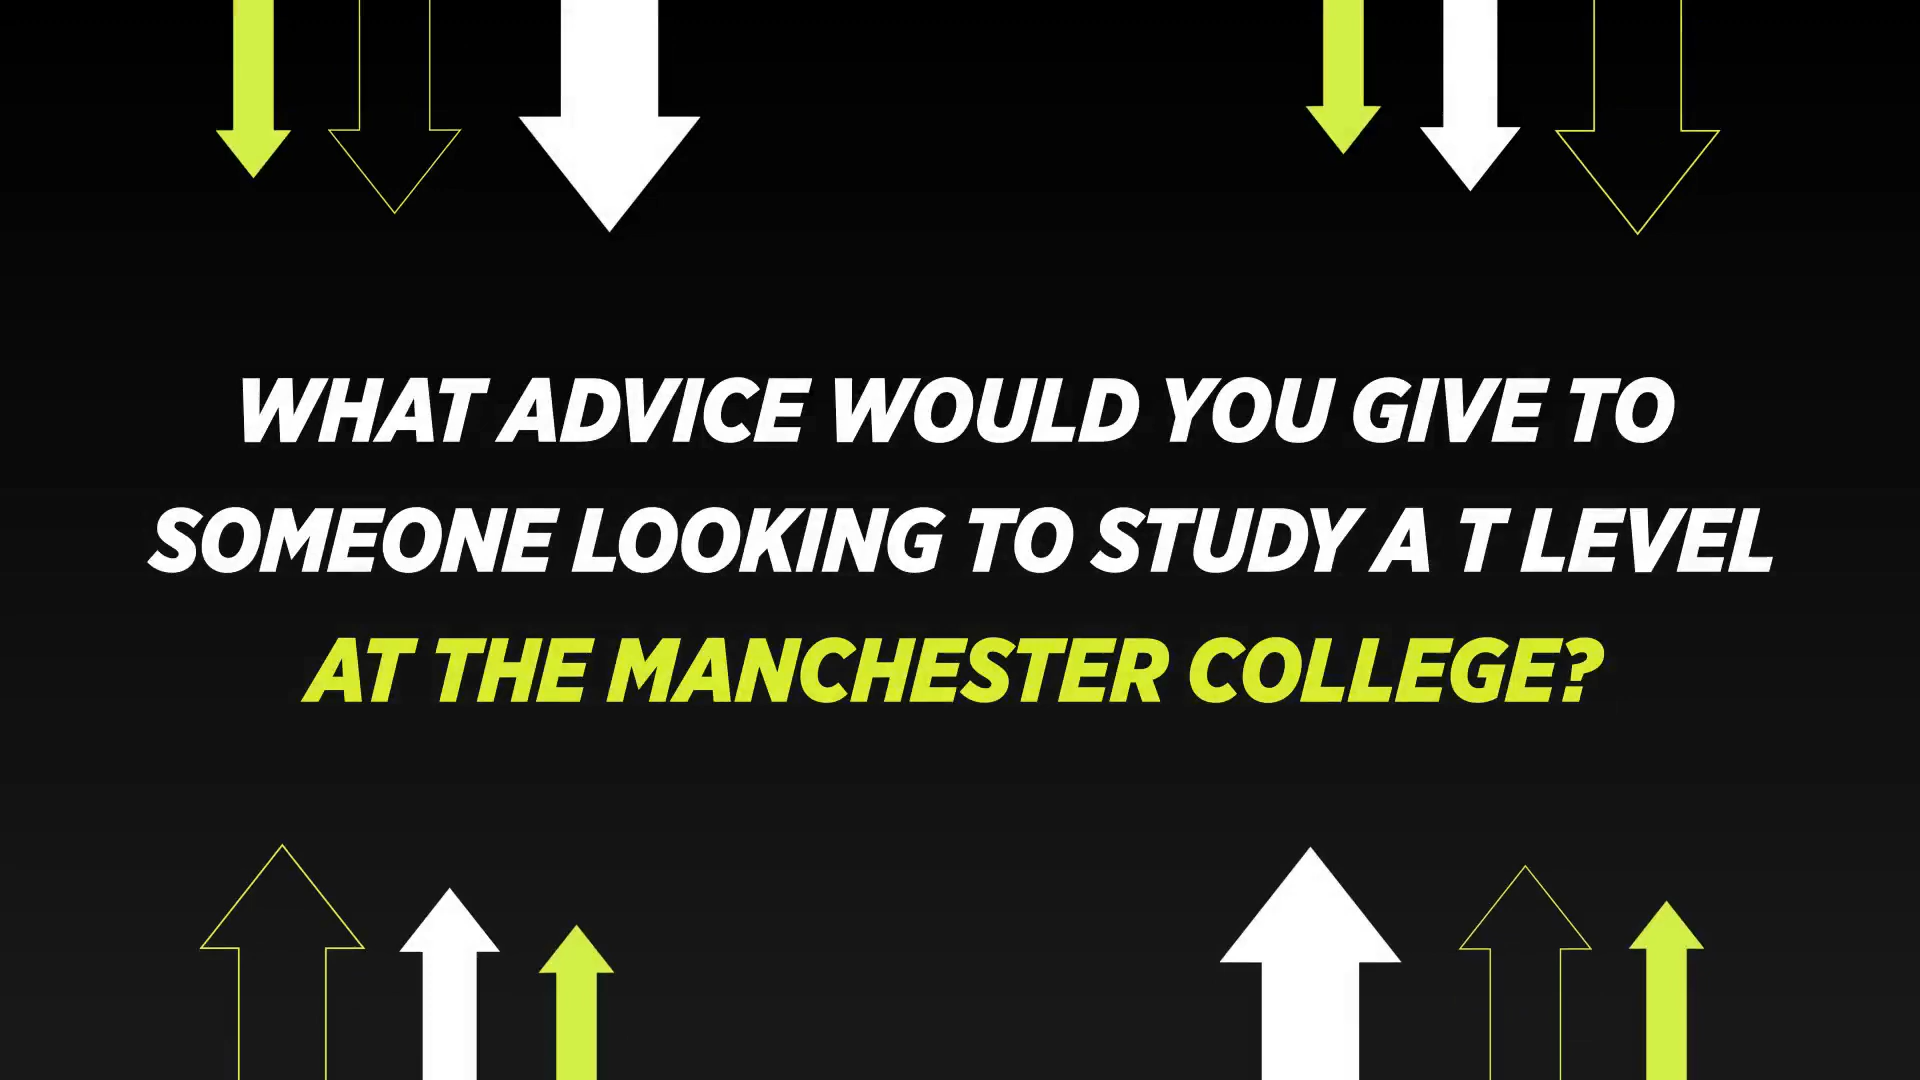 WHAT ADVICE WOULD YOU GIVE TO
SOMEONE LOOKING TO STUDY A T LEVEL
AT THE MANCHESTER COLLEGE?